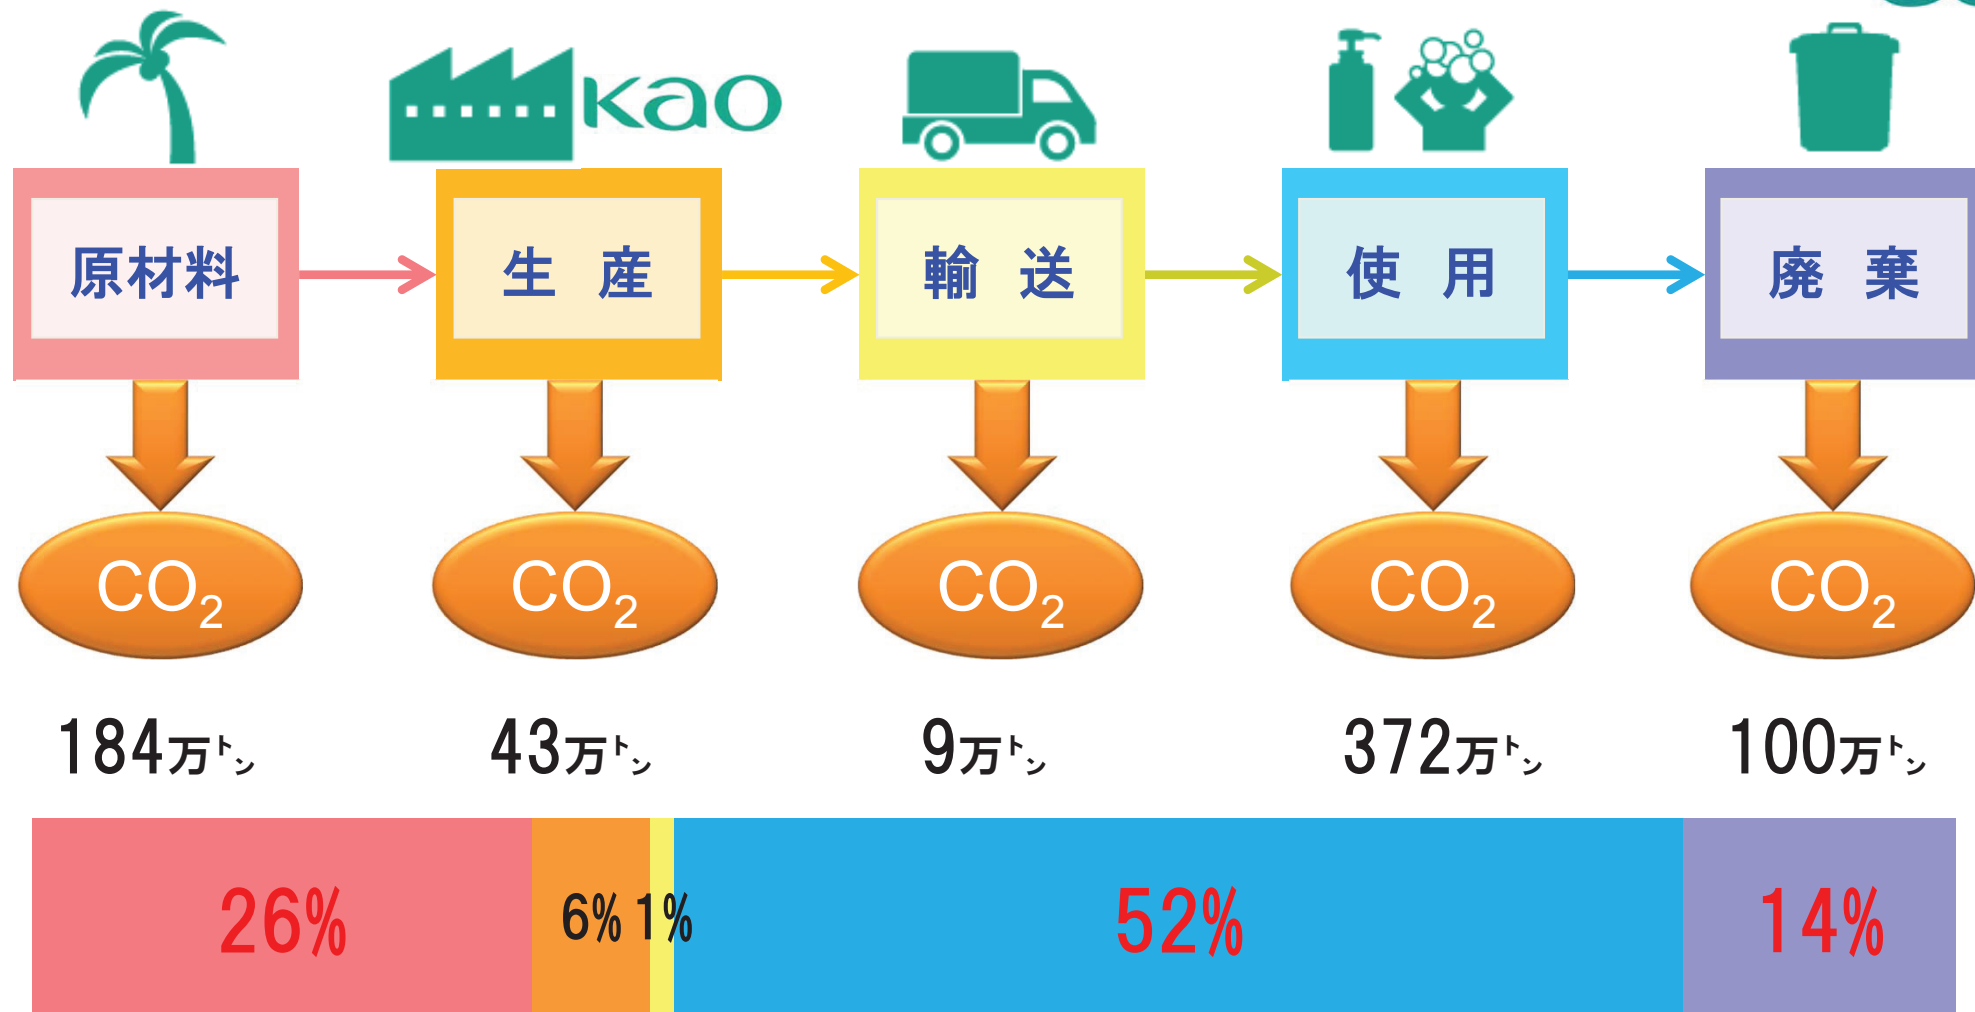 Kao
原材料
生 産
輸 送
使 用
廃 棄
CO₂
CO₂
CO₂
CO₂
CO₂
184万トン
43万トン
9万トン
372万トン
100万トン
26%
6%
1%
52%
14%